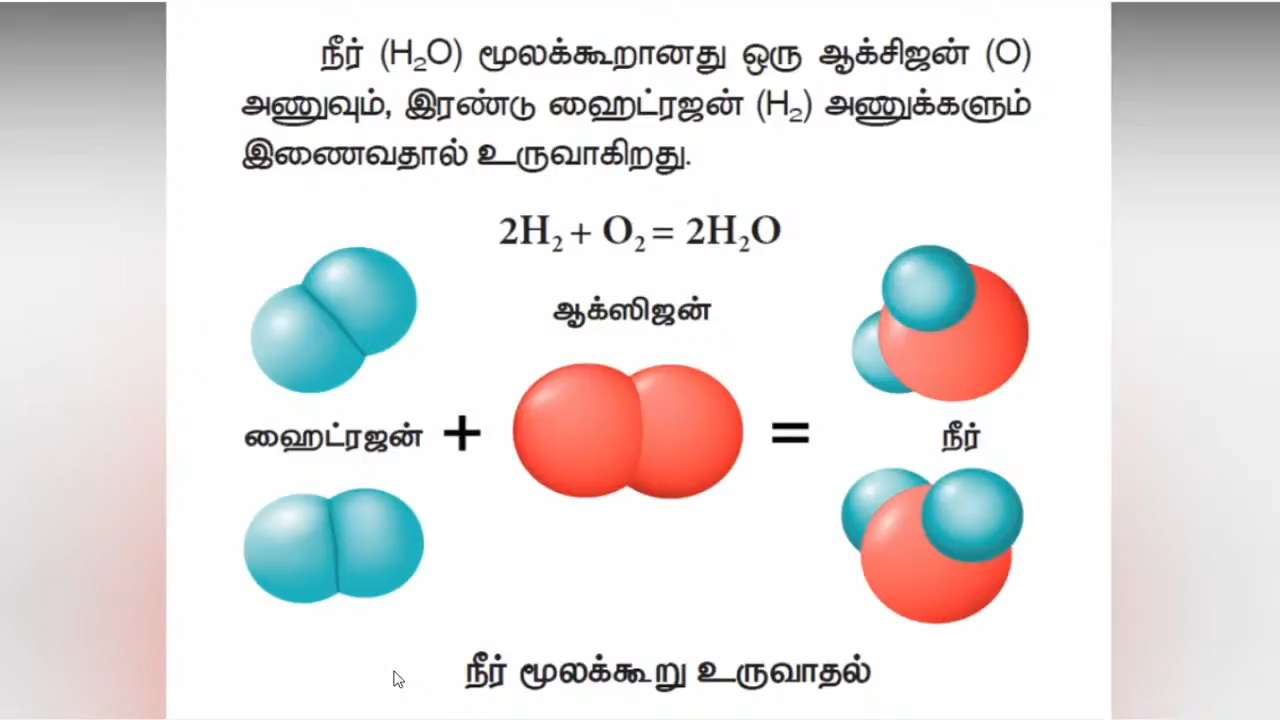 நீர் (H₂O) மூலக்கூறானது ஒரு ஆக்சிஜன் (O)
அணுவும், இரண்டு ஹைட்ரஜன் (H₂) அணுக்களும்
இணைவதால் உருவாகிறது.
2H₂ + O₂ = 2H₂O
ஆக்ஸிஜன்
ஹைட்ரஜன் + = நீர்
நீர் மூலக்கூறு உருவாதல்